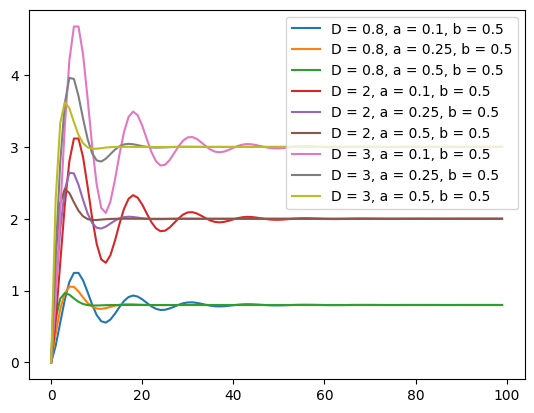 D = 0.8, a = 0.1, b = 0.5
D = 0.8, a = 0.25, b = 0.5
D = 0.8, a = 0.5, b = 0.5
D = 2, a = 0.1, b = 0.5
D = 2, a = 0.25, b = 0.5
D = 2, a = 0.5, b = 0.5
D = 3, a = 0.1, b = 0.5
D = 3, a = 0.25, b = 0.5
D = 3, a = 0.5, b = 0.5
4
3
2
1
0
0 20 40 60 80 100